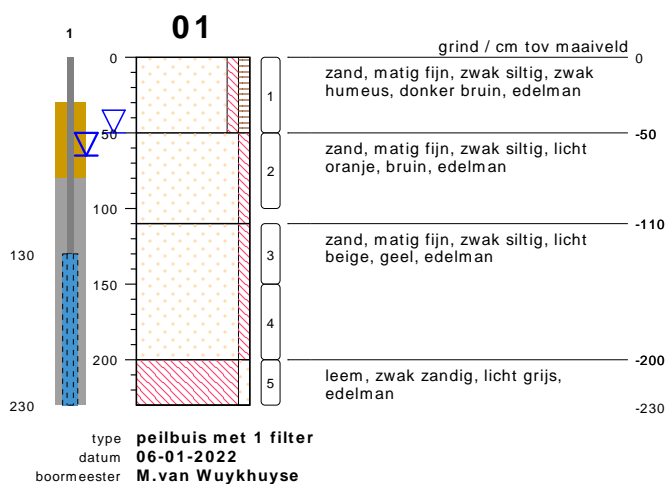 01
1
grind / cm tov maaiveld
0
0
zand, matig fijn, zwak siltig, zwak
humeus, donker bruin, edelman
1
50
-50
zand, matig fijn, zwak siltig, licht
oranje, bruin, edelman
2
100
-110
zand, matig fijn, zwak siltig, licht
beige, geel, edelman
3
130
150
4
200
-200
leem, zwak zandig, licht grijs,
edelman
5
230
-230
type peilbuis met 1 filter
datum 06-01-2022
boormeester M.van Wuykhuyse